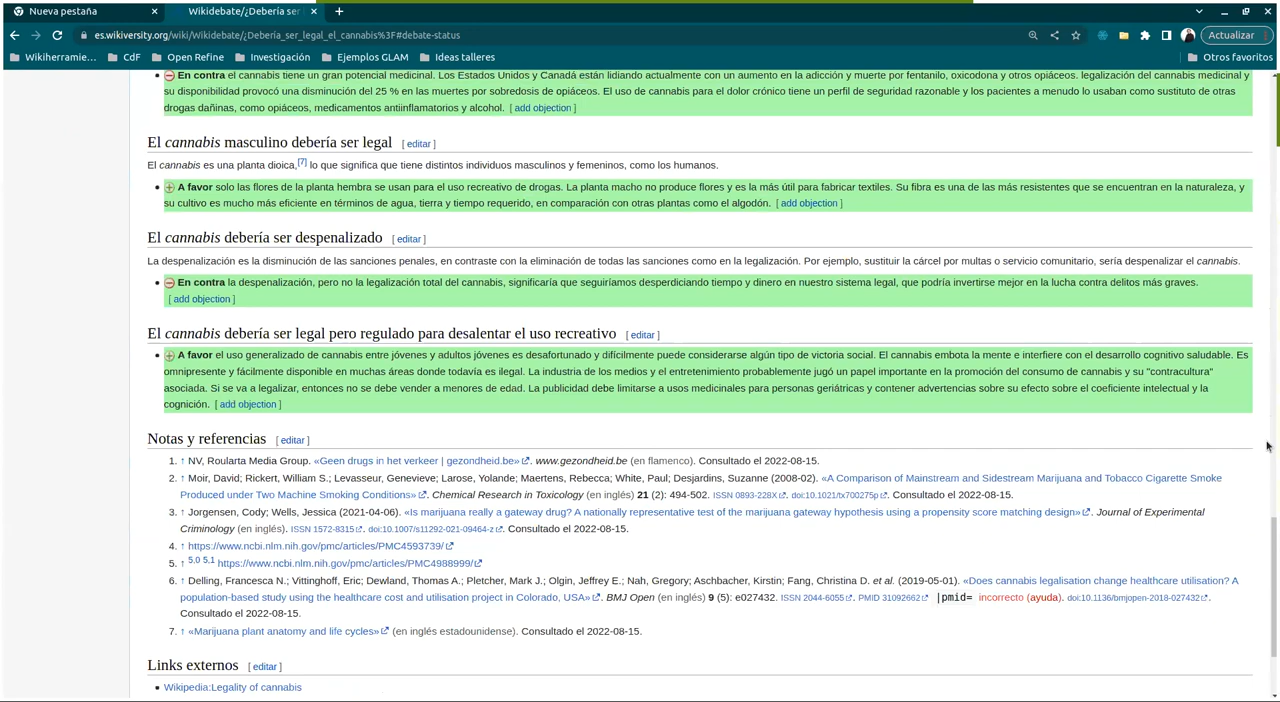 Nueva pestaña
Wikidebate/¿Debería ser
es.wikiversity.org/wiki/Wikidebate/¿Debería_ser_legal_el_cannabis%3F#debate-status
Actualizar
Wikiherramie… CdF Open Refine Investigación Ejemplos GLAM Ideas talleres Otros favoritos
En contra el cannabis tiene un gran potencial medicinal. Los Estados Unidos y Canadá están lidiando actualmente con un aumento en la adicción y muerte por fentanilo, oxicodona y otros opiáceos. legalización del cannabis medicinal y
su disponibilidad provocó una disminución del 25 % en las muertes por sobredosis de opiáceos. El uso de cannabis para el dolor crónico tiene un perfil de seguridad razonable y los pacientes a menudo lo usaban como sustituto de otras
drogas dañinas, como opiáceos, medicamentos antiinflamatorios y alcohol. [ add objection ]
El cannabis masculino debería ser legal [ editar ]
El cannabis es una planta dioica,[7] lo que significa que tiene distintos individuos masculinos y femeninos, como los humanos.
A favor solo las flores de la planta hembra se usan para el uso recreativo de drogas. La planta macho no produce flores y es la más útil para fabricar textiles. Su fibra es una de las más resistentes que se encuentran en la naturaleza, y
su cultivo es mucho más eficiente en términos de agua, tierra y tiempo requerido, en comparación con otras plantas como el algodón. [ add objection ]
El cannabis debería ser despenalizado [ editar ]
La despenalización es la disminución de las sanciones penales, en contraste con la eliminación de todas las sanciones como en la legalización. Por ejemplo, sustituir la cárcel por multas o servicio comunitario, sería despenalizar el cannabis.
En contra la despenalización, pero no la legalización total del cannabis, significaría que seguiríamos desperdiciando tiempo y dinero en nuestro sistema legal, que podría invertirse mejor en la lucha contra delitos más graves.
[ add objection ]
El cannabis debería ser legal pero regulado para desalentar el uso recreativo [ editar ]
A favor el uso generalizado de cannabis entre jóvenes y adultos jóvenes es desafortunado y difícilmente puede considerarse algún tipo de victoria social. El cannabis embota la mente e interfiere con el desarrollo cognitivo saludable. Es
omnipresente y fácilmente disponible en muchas áreas donde todavía es ilegal. La industria de los medios y el entretenimiento probablemente jugó un papel importante en la promoción del consumo de cannabis y su "contracultura"
asociada. Si se va a legalizar, entonces no se debe vender a menores de edad. La publicidad debe limitarse a usos medicinales para personas geriátricas y contener advertencias sobre su efecto sobre el coeficiente intelectual y la
cognición. [ add objection ]
Notas y referencias [ editar ]
1. ↑ NV, Roularta Media Group. «Geen drugs in het verkeer | gezondheid.be». www.gezondheid.be (en flamenco). Consultado el 2022-08-15.
2. ↑ Moir, David; Rickert, William S.; Levasseur, Genevieve; Larose, Yolande; Maertens, Rebecca; White, Paul; Desjardins, Suzanne (2008-02). «A Comparison of Mainstream and Sidestream Marijuana and Tobacco Cigarette Smoke
Produced under Two Machine Smoking Conditions». Chemical Research in Toxicology (en inglés) 21 (2): 494-502. ISSN 0893-228X. doi:10.1021/tx700275p. Consultado el 2022-08-15.
3. ↑ Jorgensen, Cody; Wells, Jessica (2021-04-06). «Is marijuana really a gateway drug? A nationally representative test of the marijuana gateway hypothesis using a propensity score matching design». Journal of Experimental
Criminology (en inglés). ISSN 1572-8315. doi:10.1007/s11292-021-09464-z. Consultado el 2022-08-15.
4. ↑ https://www.ncbi.nlm.nih.gov/pmc/articles/PMC4593739/
5. ↑ 5,0 5,1 https://www.ncbi.nlm.nih.gov/pmc/articles/PMC4988999/
6. ↑ Delling, Francesca N.; Vittinghoff, Eric; Dewland, Thomas A.; Pletcher, Mark J.; Olgin, Jeffrey E.; Nah, Gregory; Aschbacher, Kirstin; Fang, Christina D. et al. (2019-05-01). «Does cannabis legalisation change healthcare utilisation? A
population-based study using the healthcare cost and utilisation project in Colorado, USA». BMJ Open (en inglés) 9 (5): e027432. ISSN 2044-6055. PMID 31092662 |pmid= incorrecto (ayuda). doi:10.1136/bmjopen-2018-027432.
Consultado el 2022-08-15.
7. ↑ «Marijuana plant anatomy and life cycles» (en inglés estadounidense). Consultado el 2022-08-15.
Links externos [ editar ]
Wikipedia:Legality of cannabis